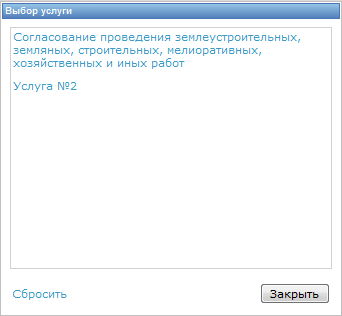 Выбор услуги
Согласование проведения землеустроительных,
земляных, строительных, мелиоративных,
хозяйственных и иных работ
Услуга №2
Сбросить
Закрыть